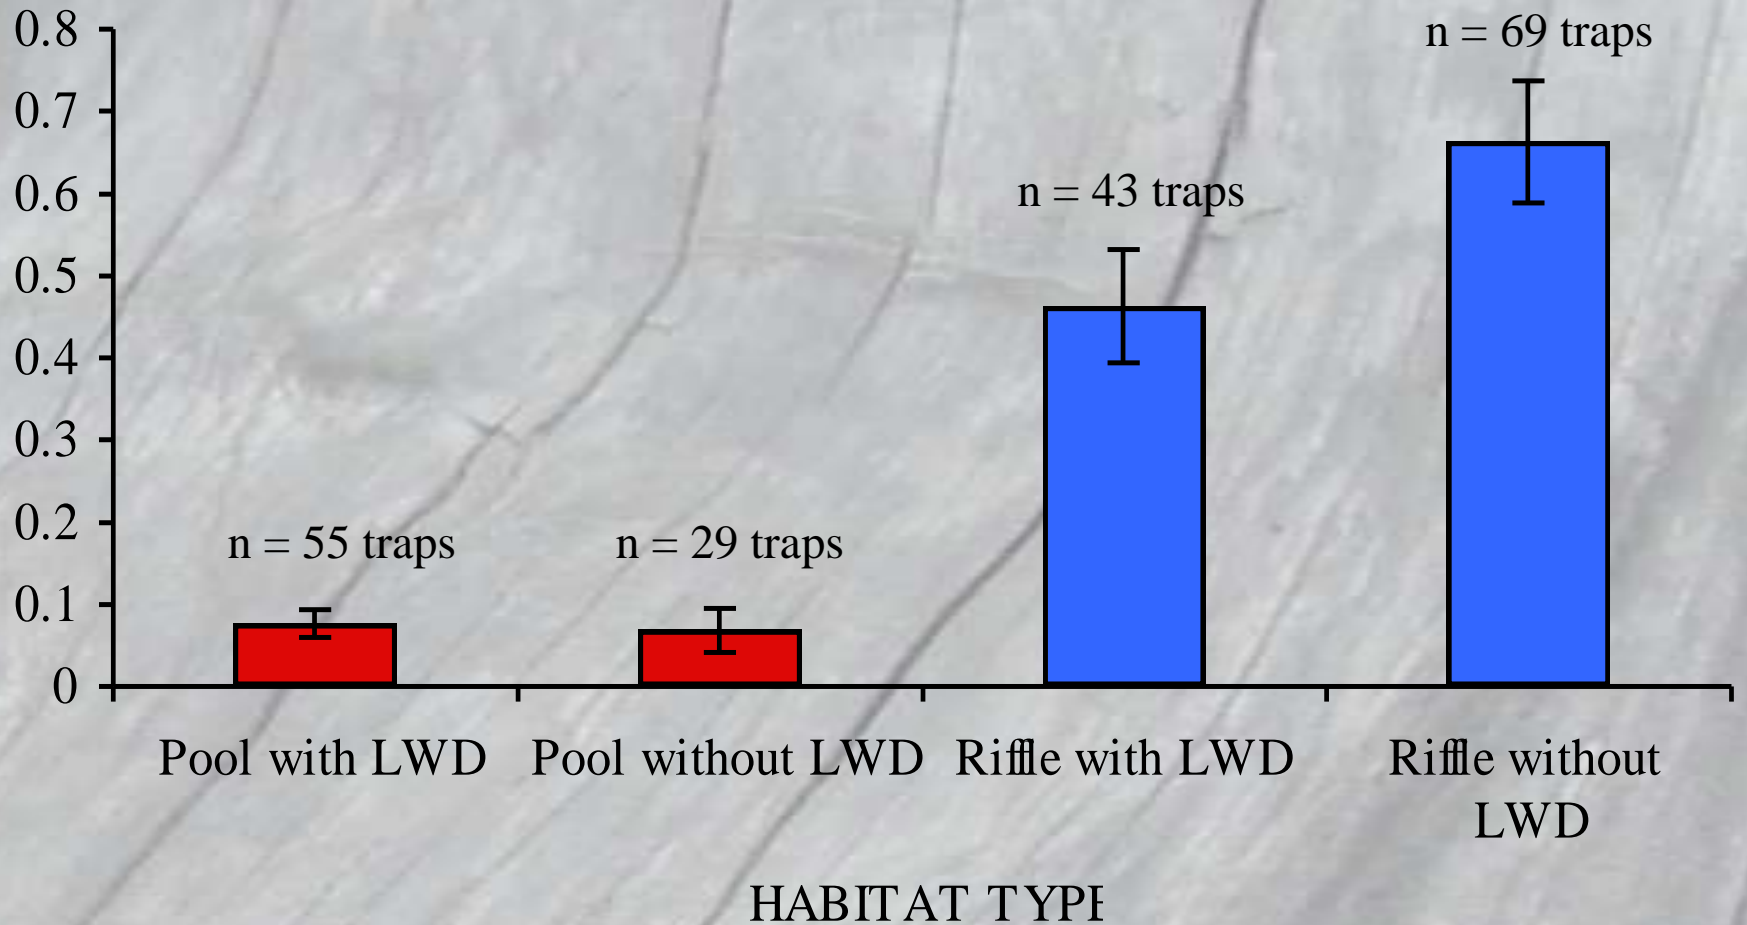 0.8
0.7
0.6
0.5
0.4
0.3
0.2
0.1
0
n = 55 traps
n = 29 traps
n = 43 traps
n = 69 traps
Pool with LWD
Pool without LWD
Riffle with LWD
Riffle without
LWD
HABITAT TYPE